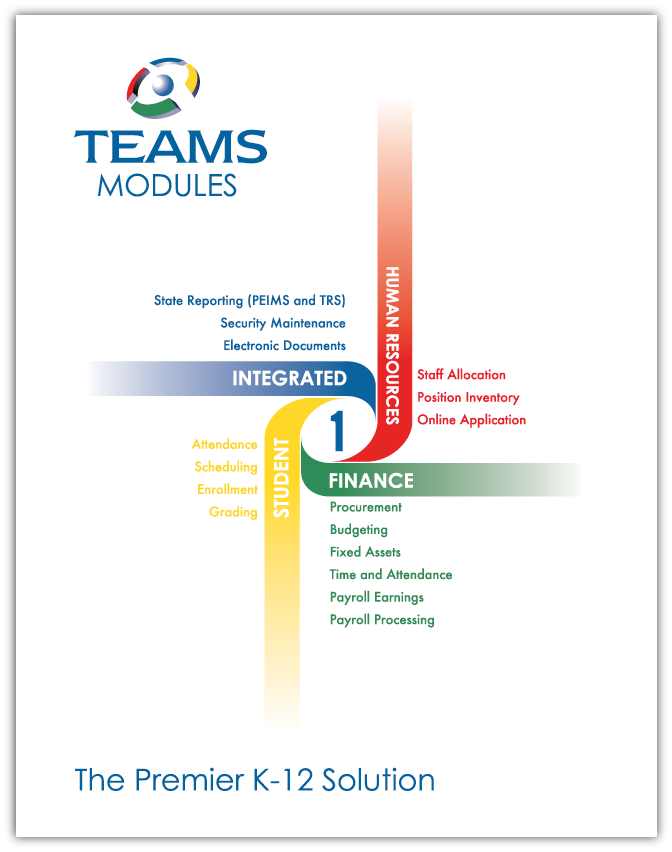 TEAMS
MODULES
HUMAN RESOURCES
State Reporting (PEIMS and TRS)
Security Maintenance
Electronic Documents
INTEGRATED
Staff Allocation
Position Inventory
Online Application
1
Attendance
Scheduling
Enrollment
Grading
STUDENT
FINANCE
Procurement
Budgeting
Fixed Assets
Time and Attendance
Payroll Earnings
Payroll Processing
The Premier K-12 Solution